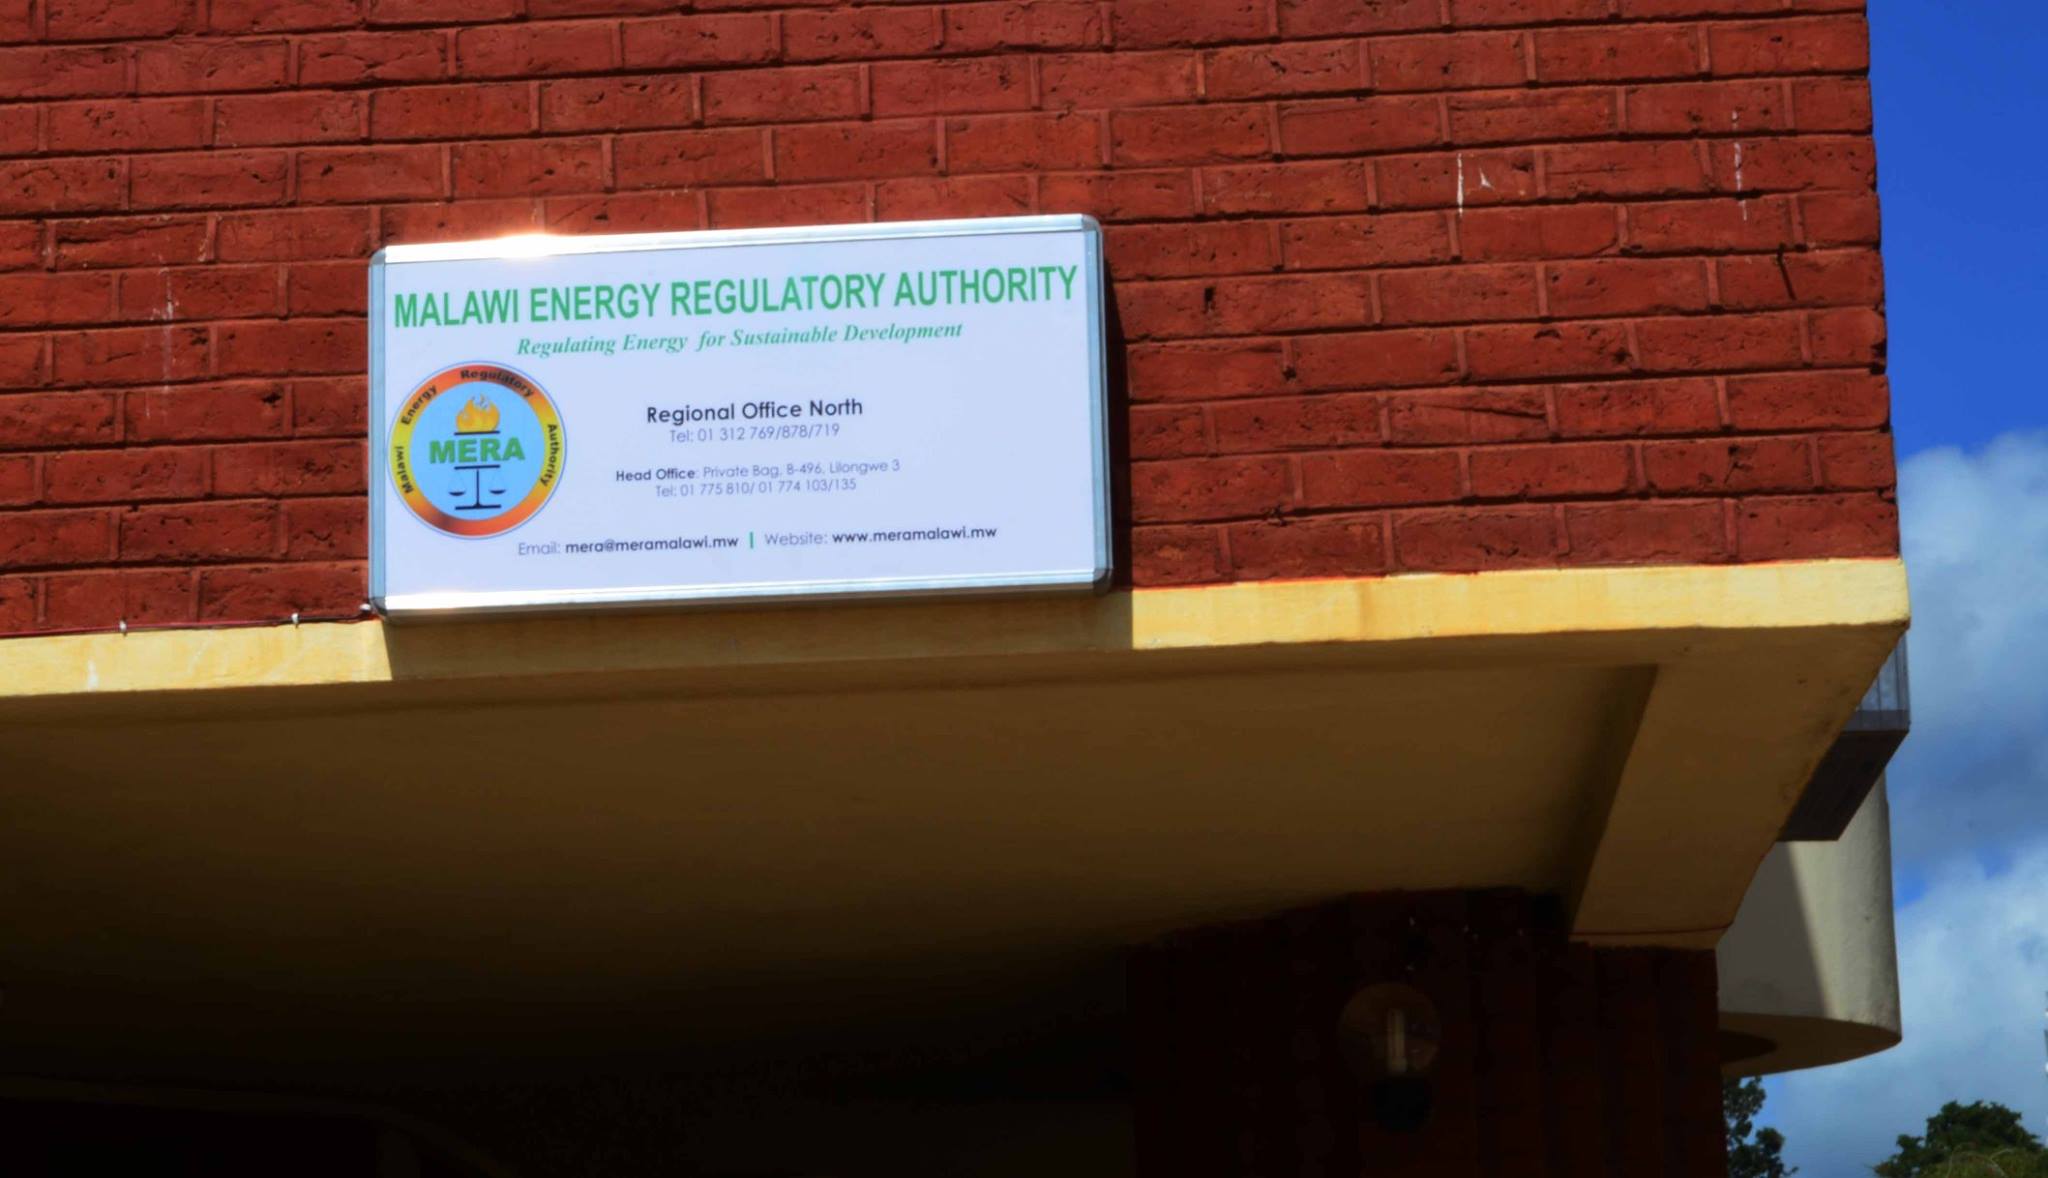 MALAWI ENERGY REGULATORY AUTHORITY
Regulating Energy for Sustainable Development
Malawi Energy Regulatory Authority
MERA
Regional Office North
Tel: 01 312 769/878/719
Head Office: Private Bag, B-496, Lilongwe 3
Tel: 01 775 810/ 01 774 103/135
Email: mera@meramalawi.mw | Website: www.meramalawi.mw